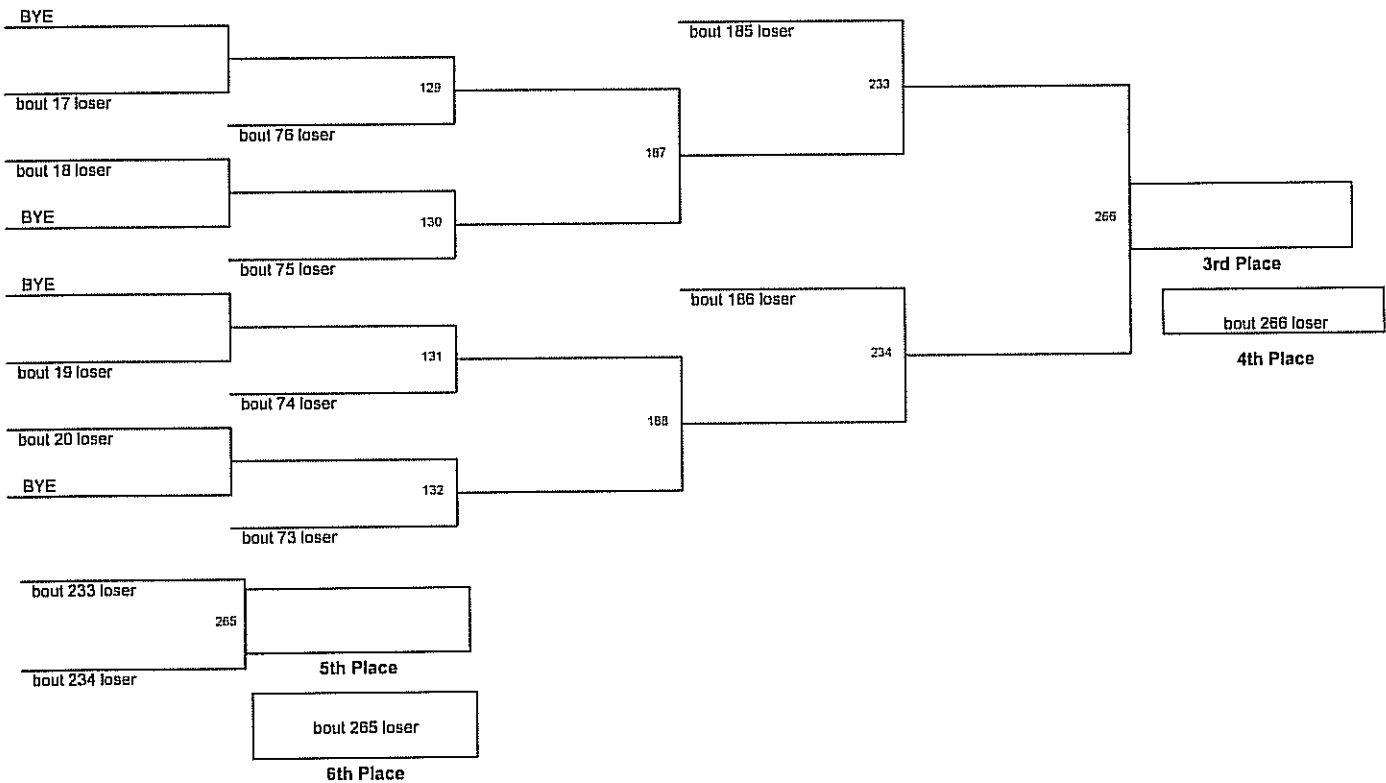 BYE
bout 17 loser
bout 76 loser
129
bout 18 loser
BYE
bout 75 loser
130
187
bout 185 loser
233
BYE
bout 19 loser
bout 74 loser
131
bout 20 loser
BYE
bout 73 loser
132
188
bout 186 loser
234
266
3rd Place
bout 266 loser
4th Place
bout 233 loser
265
bout 234 loser
5th Place
bout 265 loser
6th Place